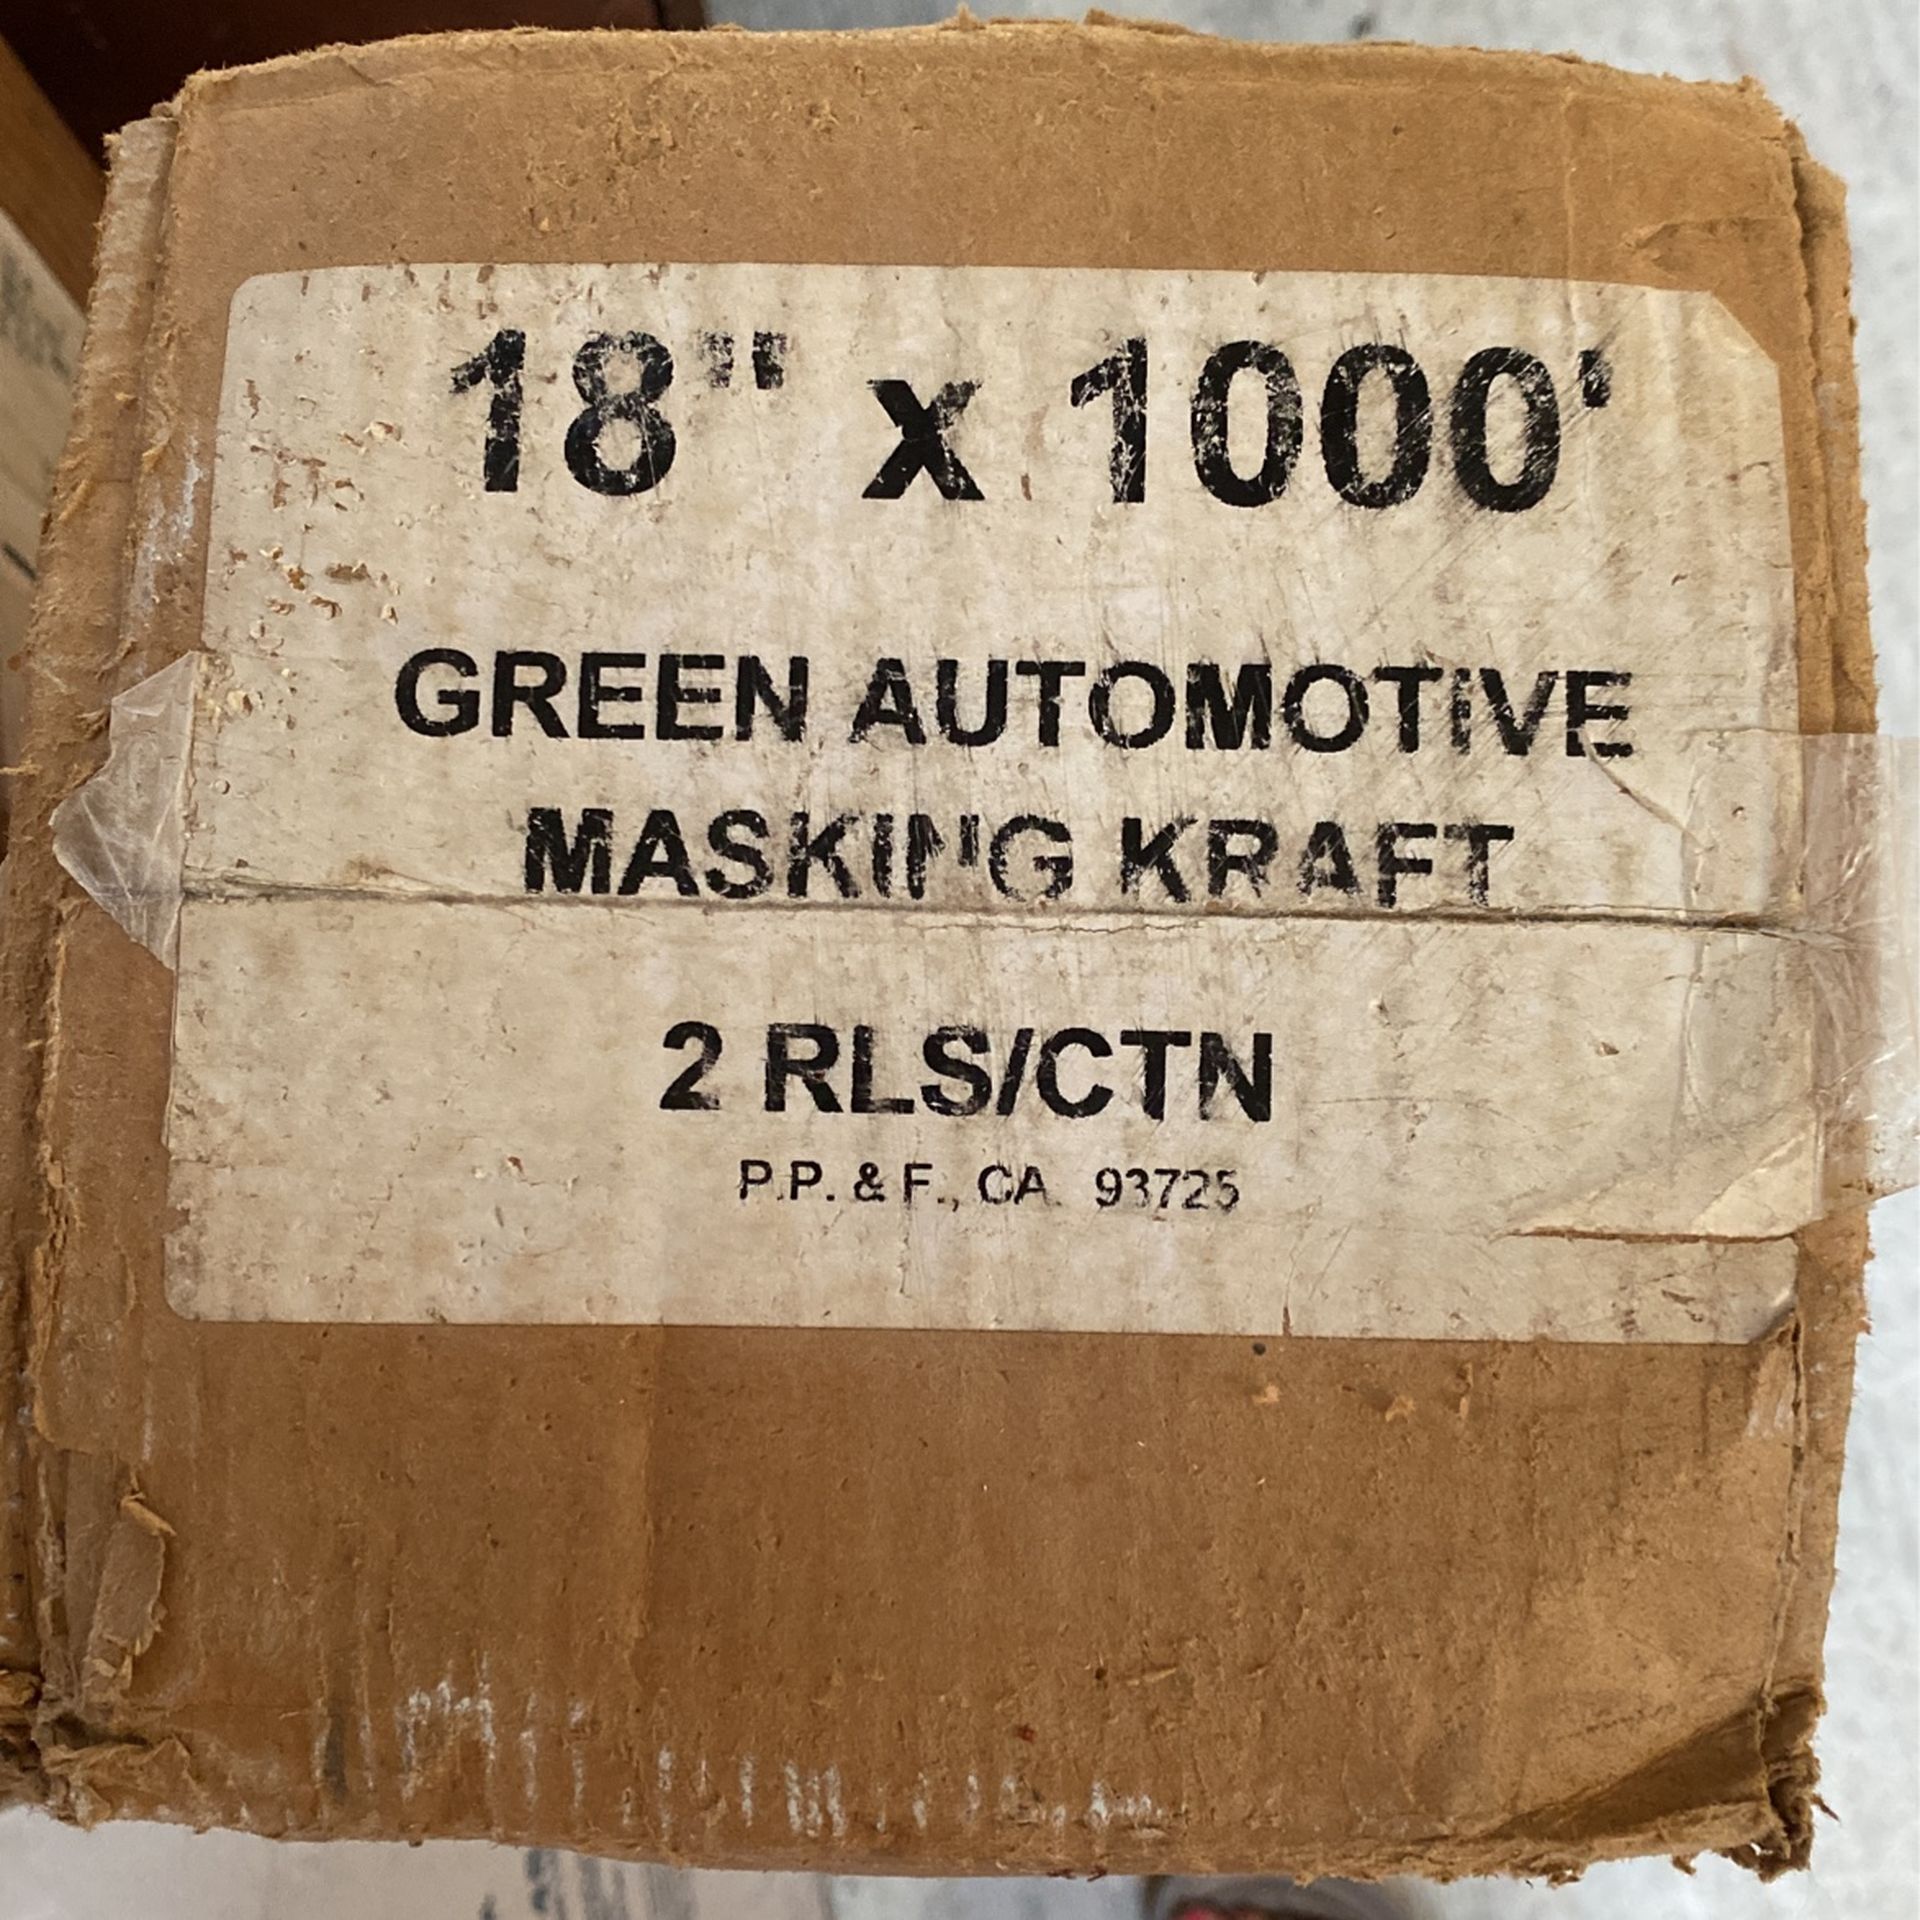 18" x 1000'
GREEN AUTOMOTIVE
MASKING KRAFT
2 RLS/CTN
P.P. & F., CA 93725